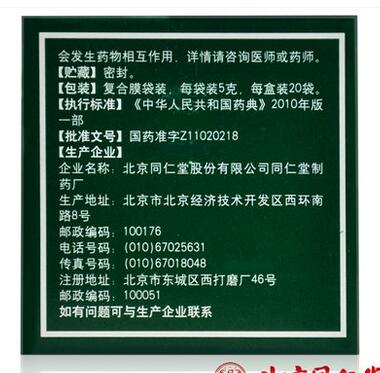 会发生药物相互作用，详情请咨询医师或药师。
【贮藏】密封。
【包装】复合膜袋装，每袋装5克，每盒装20袋。
【执行标准】《中华人民共和国药典》2010年版
一部
【批准文号】国药准字Z11020218
【生产企业】
企业名称：北京同仁堂股份有限公司同仁堂制
药厂
生产地址：北京市北京经济技术开发区西环南
路8号
邮政编码：100176
电话号码：(010)67025631
传真号码：(010)67018048
注册地址：北京市东城区西打磨厂46号
邮政编码：100051
如有问题可与生产企业联系